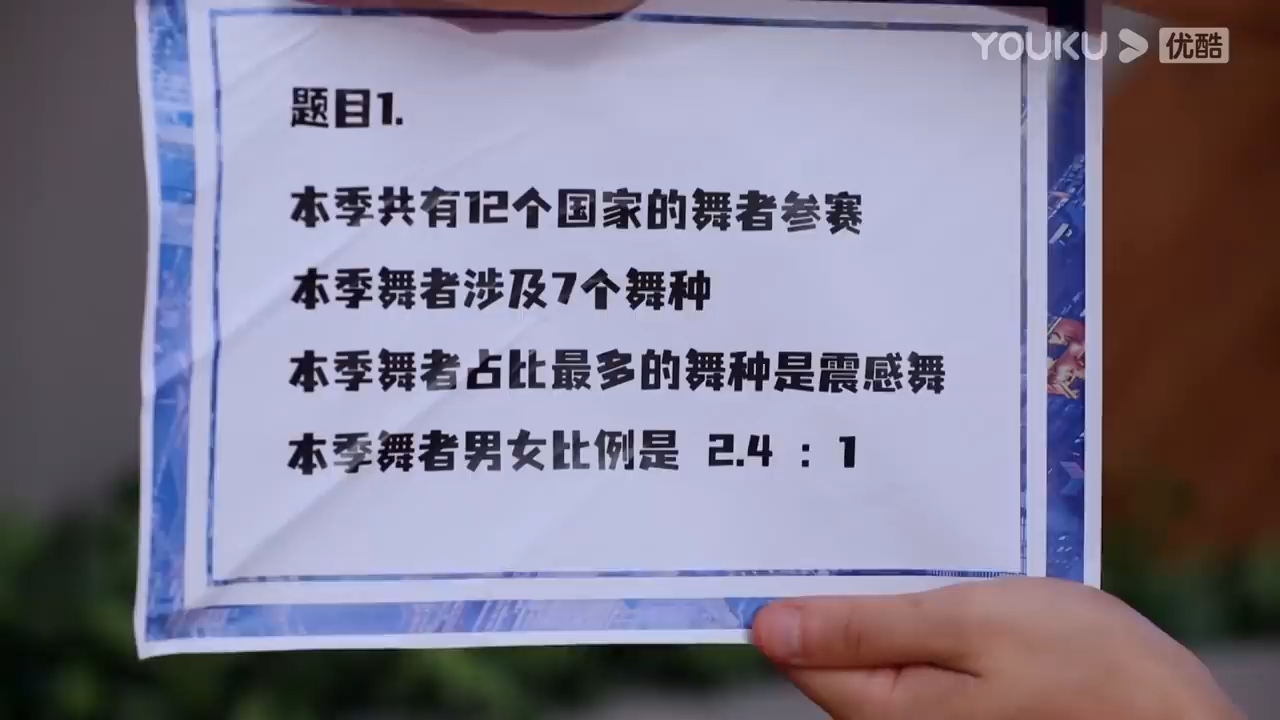 YOUKU 优酷
题目1.
本季共有12个国家的舞者参赛
本季舞者涉及7个舞种
本季舞者占比最多的舞种是震感舞
本季舞者男女比例是 2.4 : 1